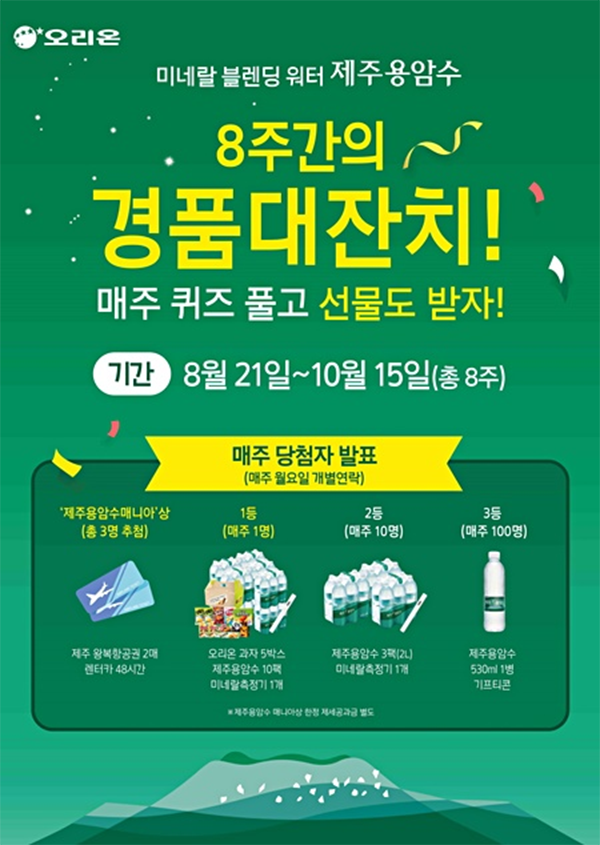 오리온
미네랄 블렌딩 워터 제주용암수
8주간의
경품대잔치!
매주 퀴즈 풀고 선물도 받자!
기간 8월 21일~10월 15일(총 8주)
매주 당첨자 발표
(매주 월요일 개별연락)
'제주용암수매니아'상
(총 3명 추첨)
제주 왕복항공권 2매
렌터카 48시간
1등
(매주 1명)
오리온 과자 5박스
제주용암수 10팩
미네랄측정기 1개
2등
(매주 10명)
제주용암수 3팩(2L)
미네랄측정기 1개
3등
(매주 100명)
제주용암수
530ml 1병
기프티콘
※제주용암수 매니아상 한정 제세공과금 별도